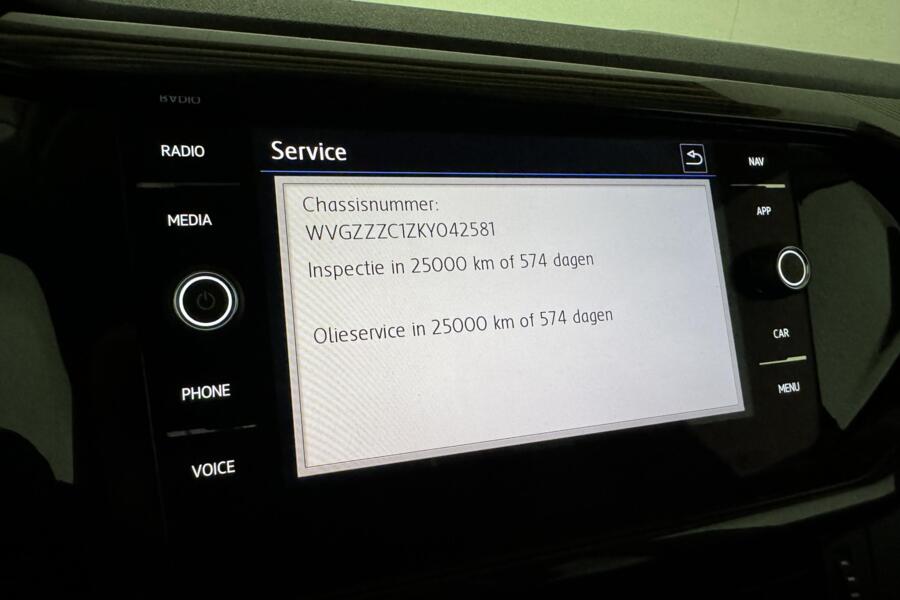 RADIO
Service
NAV
MEDIA
APP
Chassisnummer:
WVGZZZC1ZKY042581
Inspectie in 25000 km of 574 dagen
Olieservice in 25000 km of 574 dagen
CAR
PHONE
MENU
VOICE